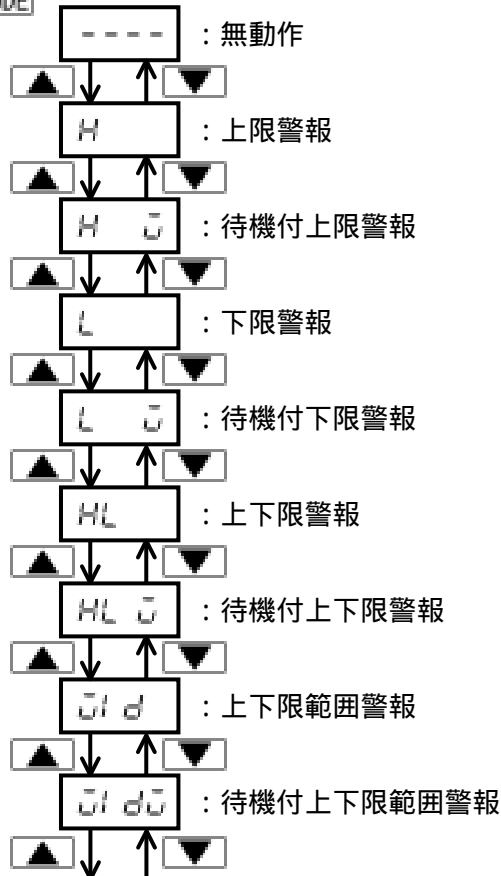 ---- :無動作
H :上限警報
H w̄ :待機付上限警報
L :下限警報
L w̄ :待機付下限警報
HL :上下限警報
HL w̄ :待機付上下限警報
w̄I d :上下限範囲警報
w̄I dw̄ :待機付上下限範囲警報